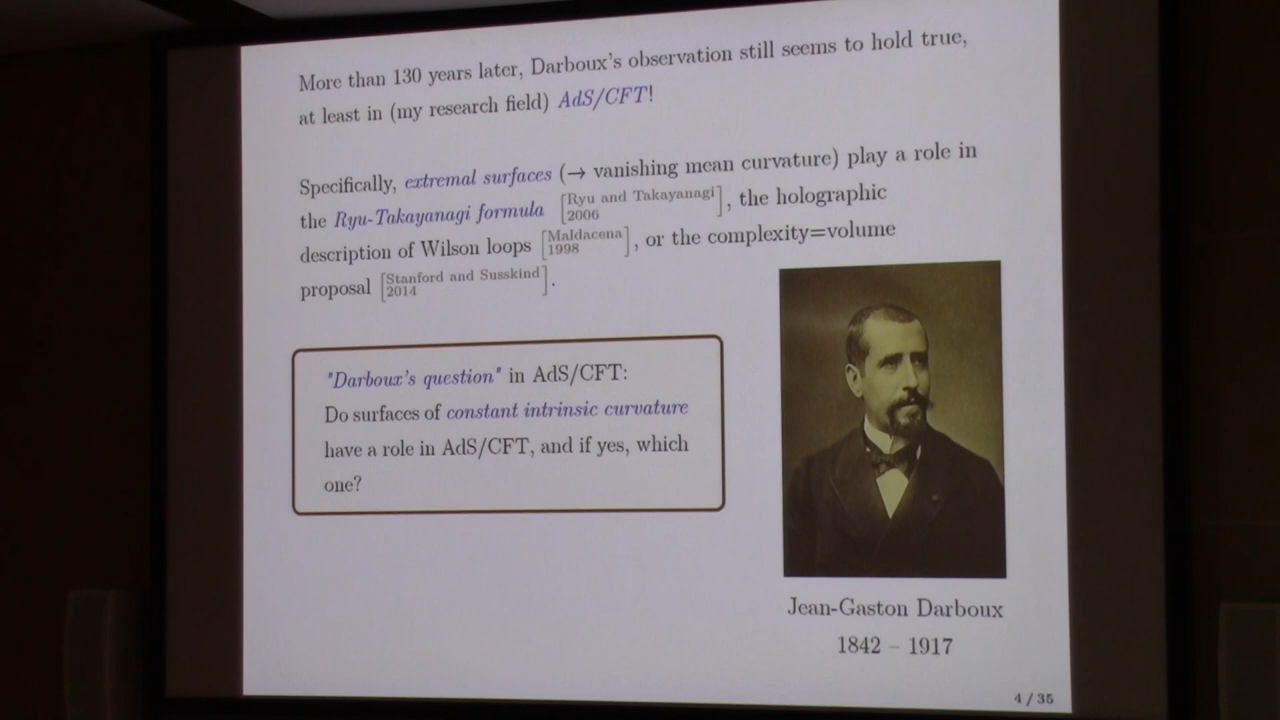 More than 130 years later, Darboux's observation still seems to hold true,
at least in (my research field) AdS/CFT!
Specifically, extremal surfaces (→ vanishing mean curvature) play a role in
the Ryu-Takayanagi formula [Ryu and Takayanagi 2006], the holographic
description of Wilson loops [Maldacena 1998], or the complexity=volume
proposal [Stanford and Susskind 2014].
"Darboux's question" in AdS/CFT:
Do surfaces of constant intrinsic curvature
have a role in AdS/CFT, and if yes, which
one?
Jean-Gaston Darboux
1842 – 1917
4 / 35